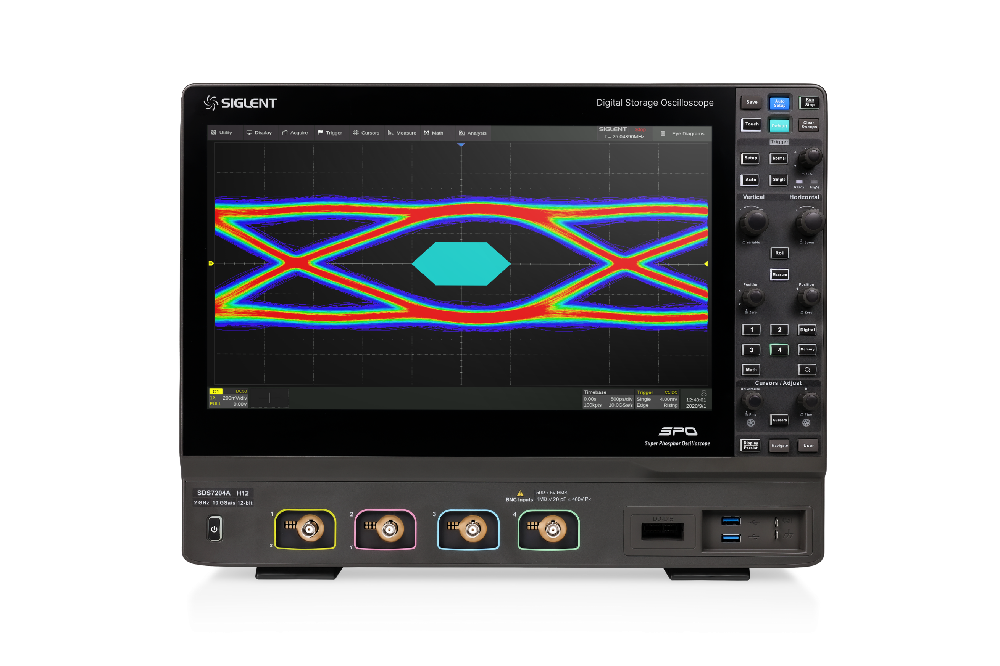 SIGLENT
Digital Storage Oscilloscope
Utility
Display
Acquire
Trigger
Cursors
Measure
Math
Analysis
SIGLENT Stop
f = 25.04890MHz
Eye Diagrams
C1
C1 DC50
1X 200mV/div
FULL 0.00V
Timebase
0.00s 500ps/div
100kpts 10.0GSa/s
Trigger C1 DC
Single 4.00mV
Edge Rising
12:48:01
2020/9/1
SPO
Super Phosphor Oscilloscope
Save
Auto
Setup
Run
Stop
Touch
Default
Clear
Sweeps
Trigger
Setup
Normal
Auto
Single
50%
Ready
Trig'd
Vertical
Horizontal
V
mV
s
ns
Variable
Zoom
Roll
Measure
Position
Position
Zero
Zero
1
2
Digital
3
4
Memory
Math
Cursors / Adjust
Universal/A
B
Fine
Fine
Cursors
Display
Persist
Navigate
User
SDS7204A H12
2 GHz 10 GSa/s 12-bit
1
X
2
Y
3
4
BNC Inputs
50Ω ≤ 5V RMS
1MΩ // 20 pF ≤ 400V Pk
D0-D15
Cal